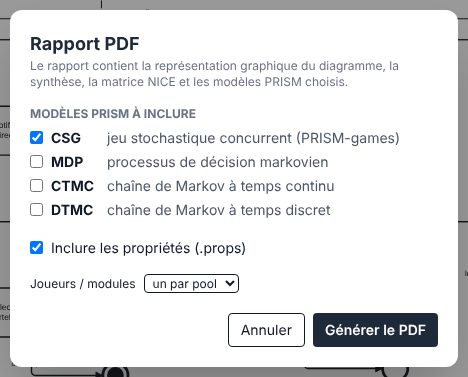 Rapport PDF
Le rapport contient la représentation graphique du diagramme, la
synthèse, la matrice NICE et les modèles PRISM choisis.
MODÈLES PRISM À INCLURE
CSG jeu stochastique concurrent (PRISM-games)
MDP processus de décision markovien
CTMC chaîne de Markov à temps continu
DTMC chaîne de Markov à temps discret
Inclure les propriétés (.props)
Joueurs / modules un par pool
Annuler Générer le PDF